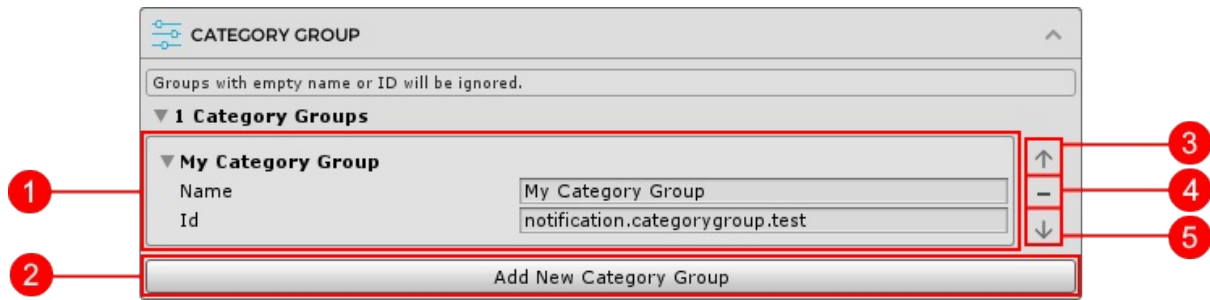 CATEGORY GROUP
Groups with empty name or ID will be ignored.
1 Category Groups
My Category Group
Name My Category Group
Id notification.categorygroup.test
Add New Category Group
1
2
3
4
5